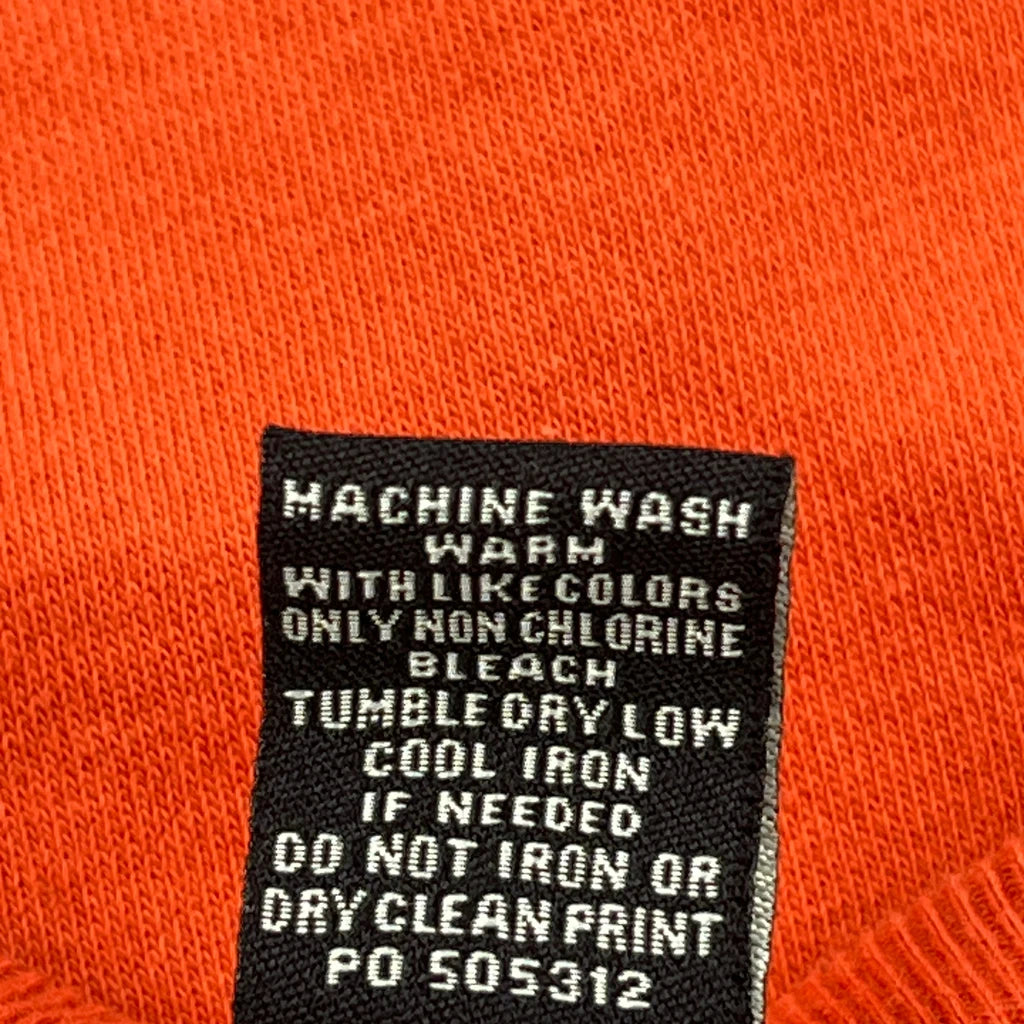 MACHINE WASH
WARM
WITH LIKE COLORS
ONLY NON CHLORINE
BLEACH
TUMBLE DRY LOW
COOL IRON
IF NEEDED
DO NOT IRON OR
DRY CLEAN PRINT
PO 505312